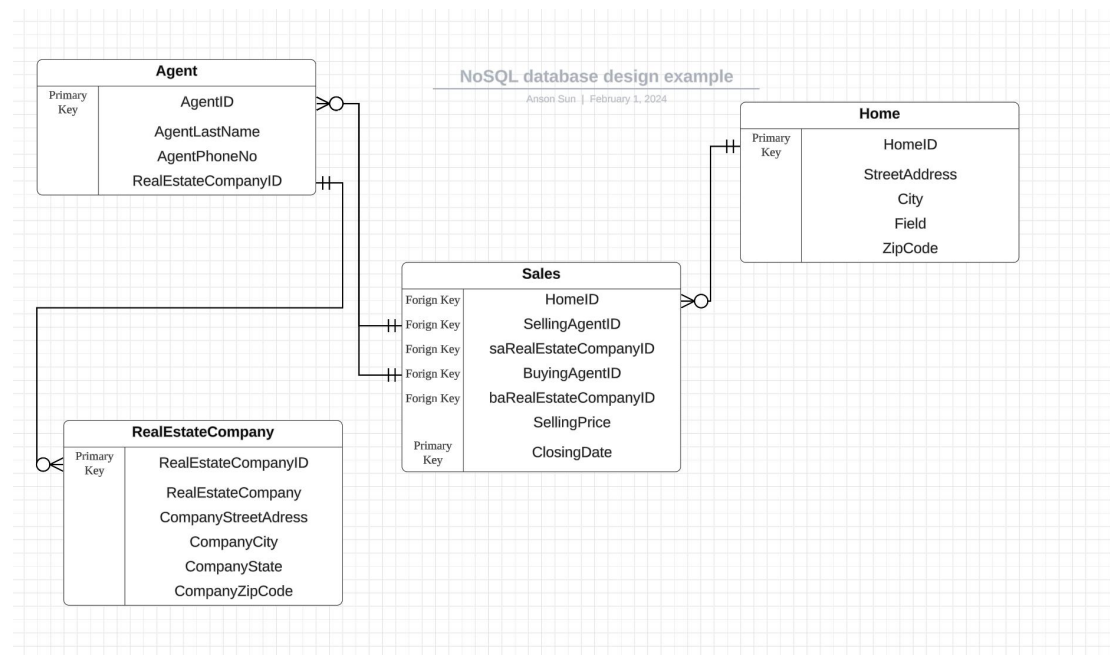 NoSQL database design example
Anson Sun | February 1, 2024
Agent
Primary Key
AgentID
AgentLastName
AgentPhoneNo
RealEstateCompanyID
Home
Primary Key
HomeID
StreetAddress
City
Field
ZipCode
Sales
Forign Key HomeID
Forign Key SellingAgentID
Forign Key saRealEstateCompanyID
Forign Key BuyingAgentID
Forign Key baRealEstateCompanyID
SellingPrice
Primary Key
ClosingDate
RealEstateCompany
Primary Key
RealEstateCompanyID
RealEstateCompany
CompanyStreetAdress
CompanyCity
CompanyState
CompanyZipCode